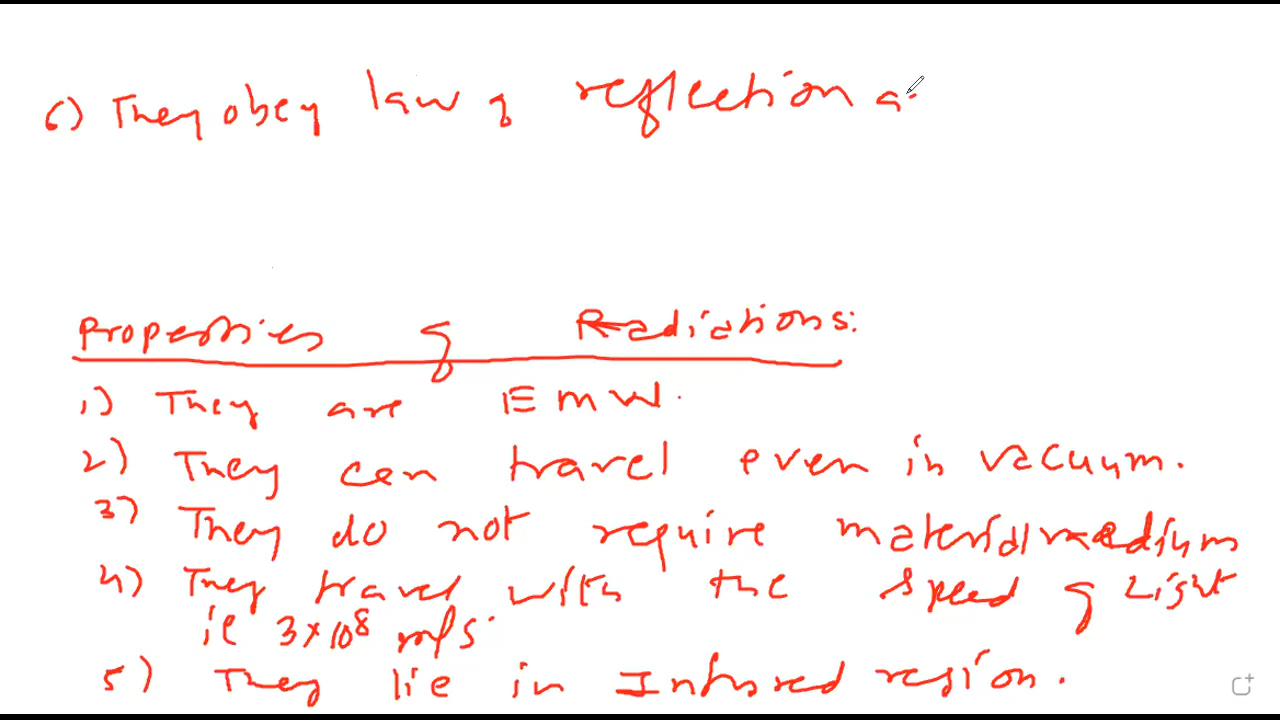 6) They obey law of reflection a
Properties of Radiations:
1) They are EMW.
2) They can travel even in vacuum.
3) They do not require material medium
4) They travel with the speed of Light
ie 3×10⁸ m/s.
5) They lie in Infrared region.